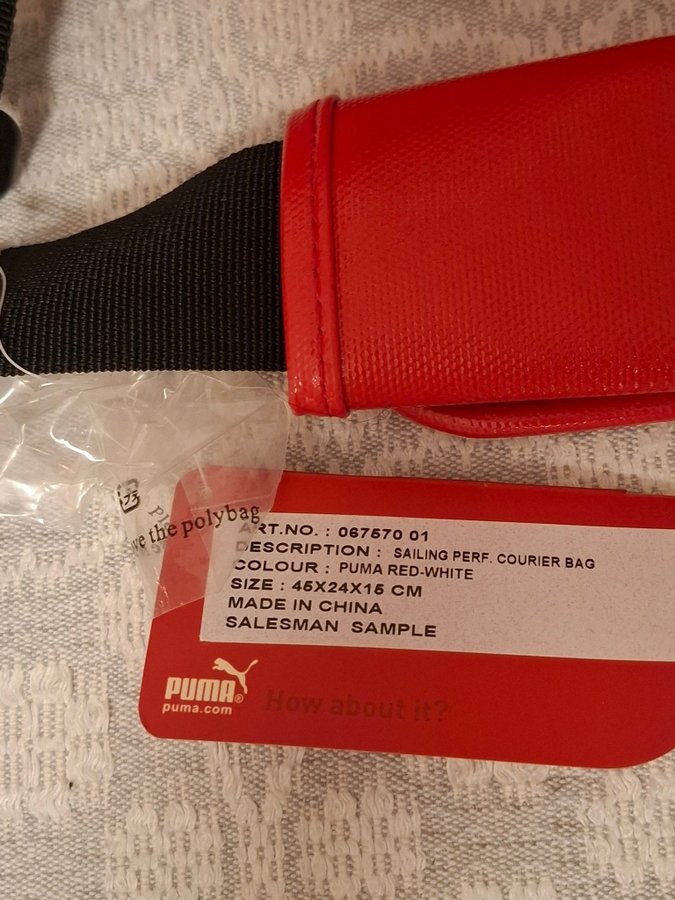 ve the polybag
ART.NO. : 067570 01
DESCRIPTION : SAILING PERF. COURIER BAG
COLOUR : PUMA RED-WHITE
SIZE : 45X24X15 CM
MADE IN CHINA
SALESMAN SAMPLE
PUMA®
puma.com
How about it?